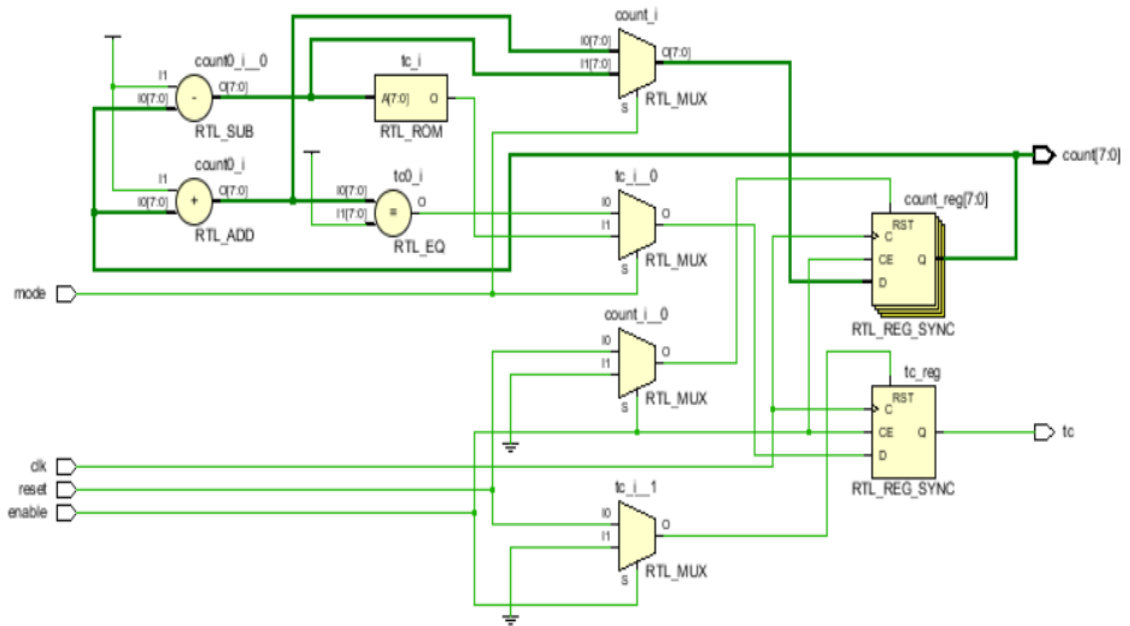 count_i
count0_i__0
I1
O[7:0]
I0[7:0]
-
RTL_SUB
tc_i
A[7:0]
O
RTL_ROM
I0[7:0]
I1[7:0]
O[7:0]
S
RTL_MUX
count0_i
I1
O[7:0]
I0[7:0]
+
RTL_ADD
tc0_i
I0[7:0]
I1[7:0]
=
O
RTL_EQ
tc_i__0
I0
I1
O
S
RTL_MUX
count[7:0]
count_reg[7:0]
RST
C
CE
Q
D
RTL_REG_SYNC
mode
count_i__0
I0
I1
O
S
RTL_MUX
tc_reg
RST
C
CE
Q
D
RTL_REG_SYNC
tc
clk
reset
enable
tc_i__1
I0
I1
O
S
RTL_MUX